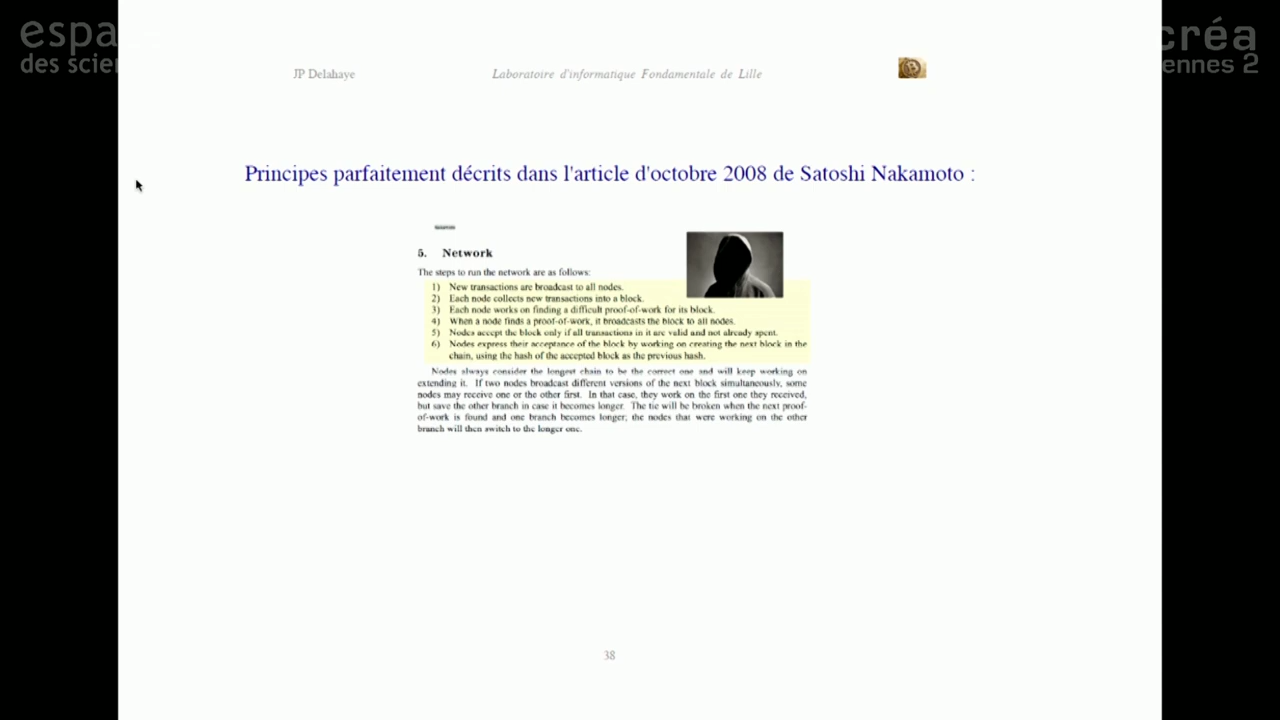 espa
des scien
créa
ennes 2
JP Delahaye
Laboratoire d'informatique Fondamentale de Lille
Principes parfaitement décrits dans l'article d'octobre 2008 de Satoshi Nakamoto :
5. Network
The steps to run the network are as follows:
1) New transactions are broadcast to all nodes.
2) Each node collects new transactions into a block.
3) Each node works on finding a difficult proof-of-work for its block.
4) When a node finds a proof-of-work, it broadcasts the block to all nodes.
5) Nodes accept the block only if all transactions in it are valid and not already spent.
6) Nodes express their acceptance of the block by working on creating the next block in the
chain, using the hash of the accepted block as the previous hash.
Nodes always consider the longest chain to be the correct one and will keep working on
extending it. If two nodes broadcast different versions of the next block simultaneously, some
nodes may receive one or the other first. In that case, they work on the first one they received,
but save the other branch in case it becomes longer. The tie will be broken when the next proof-
of-work is found and one branch becomes longer; the nodes that were working on the other
branch will then switch to the longer one.
38